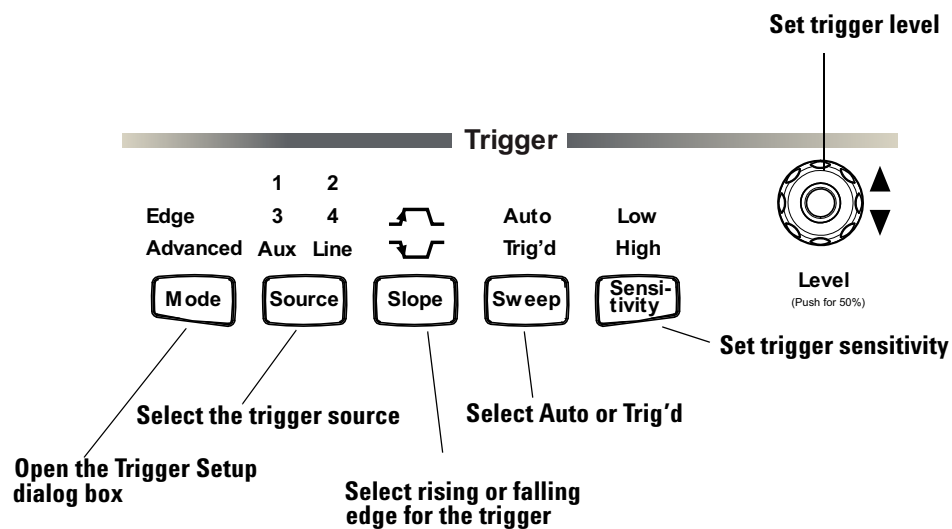 Set trigger level
Trigger
1 2
Edge 3 4 Auto Low
Advanced Aux Line Trig'd High
Mode Source Slope Sweep Sensi-
tivity
Level
(Push for 50%)
Set trigger sensitivity
Select the trigger source
Select Auto or Trig'd
Open the Trigger Setup
dialog box
Select rising or falling
edge for the trigger